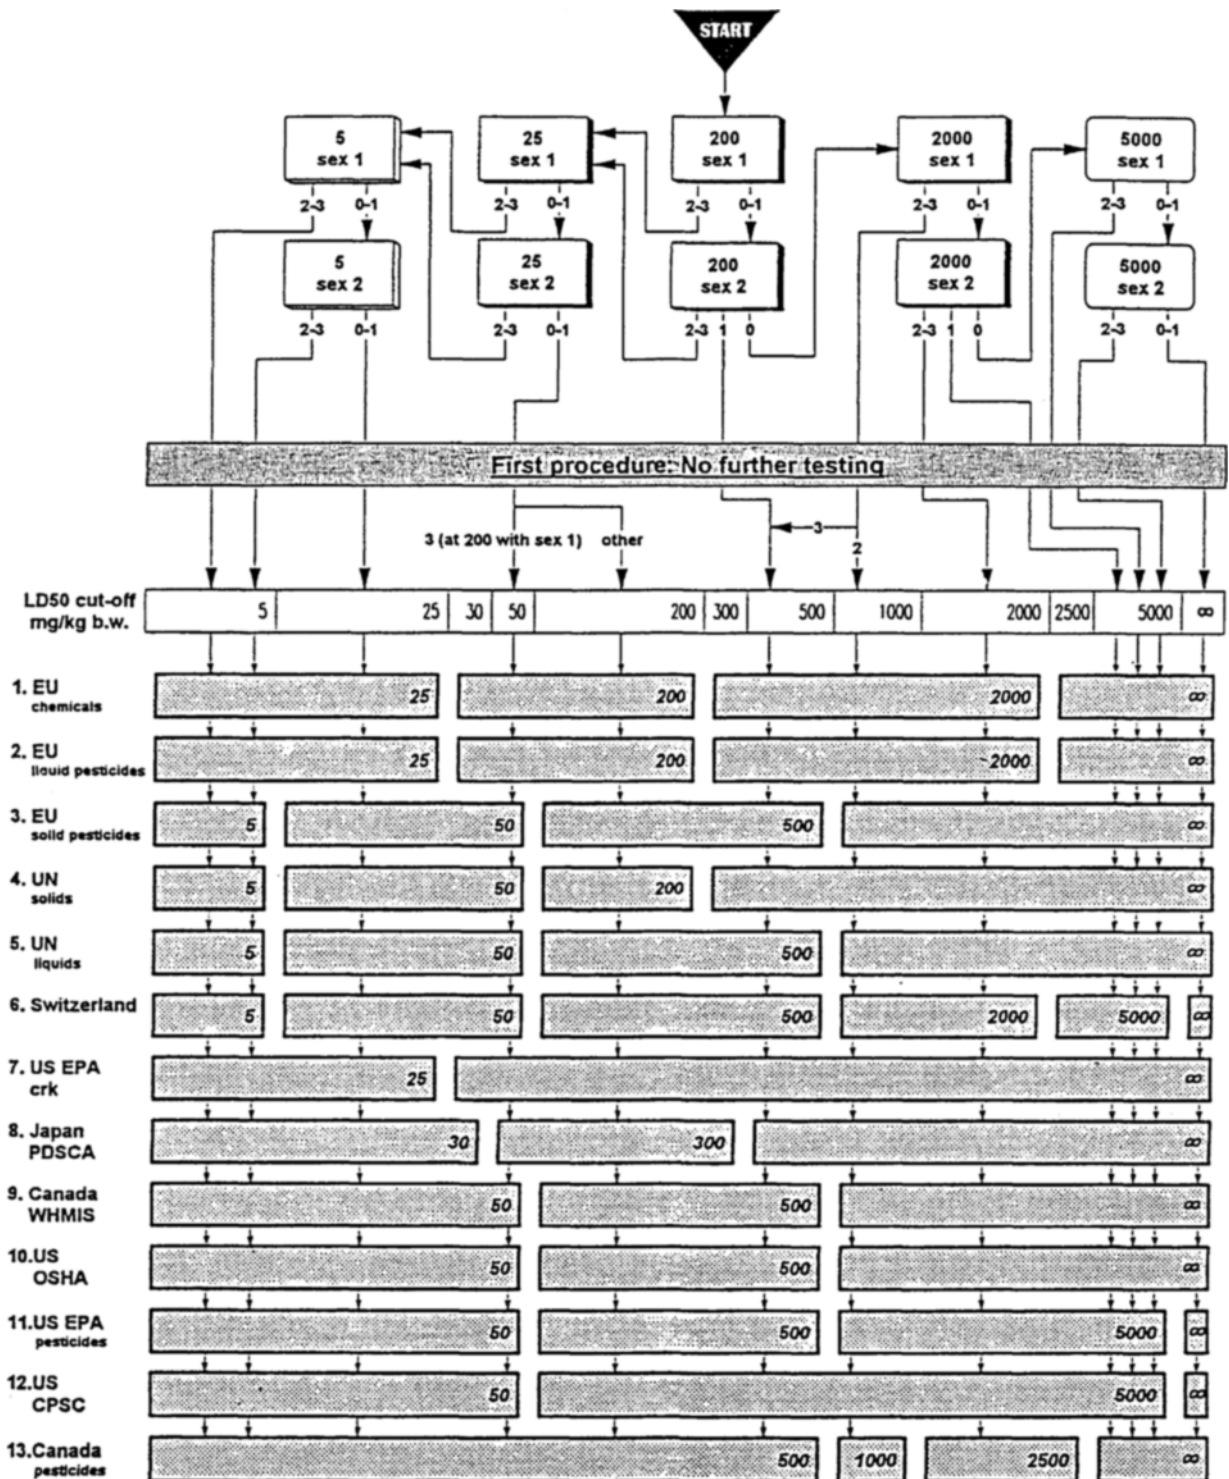 START
5 25 200 2000 5000
sex 1 sex 1 sex 1 sex 1 sex 1
2-3 0-1 2-3 0-1 2-3 0-1 2-3 0-1 2-3 0-1
5 25 200 2000 5000
sex 2 sex 2 sex 2 sex 2 sex 2
2-3 0-1 2-3 0-1 2-3 1 0 2-3 1 0 2-3 0-1
First procedure: No further testing
3 (at 200 with sex 1) other 3
2
LD50 cut-off
mg/kg b.w.
5 25 30 50 200 300 500 1000 2000 2500 5000 ∞
1. EU
chemicals
25 200 2000 ∞
2. EU
liquid pesticides
25 200 2000 ∞
3. EU
solid pesticides
5 50 500 ∞
4. UN
solids
5 50 200 ∞
5. UN
liquids
5 50 500 ∞
6. Switzerland
5 50 500 2000 5000 ∞
7. US EPA
crk
25 ∞
8. Japan
PDSCA
30 300 ∞
9. Canada
WHMIS
50 500 ∞
10.US
OSHA
50 500 ∞
11.US EPA
pesticides
50 500 5000 ∞
12.US
CPSC
50 5000 ∞
13.Canada
pesticides
500 1000 2500 ∞